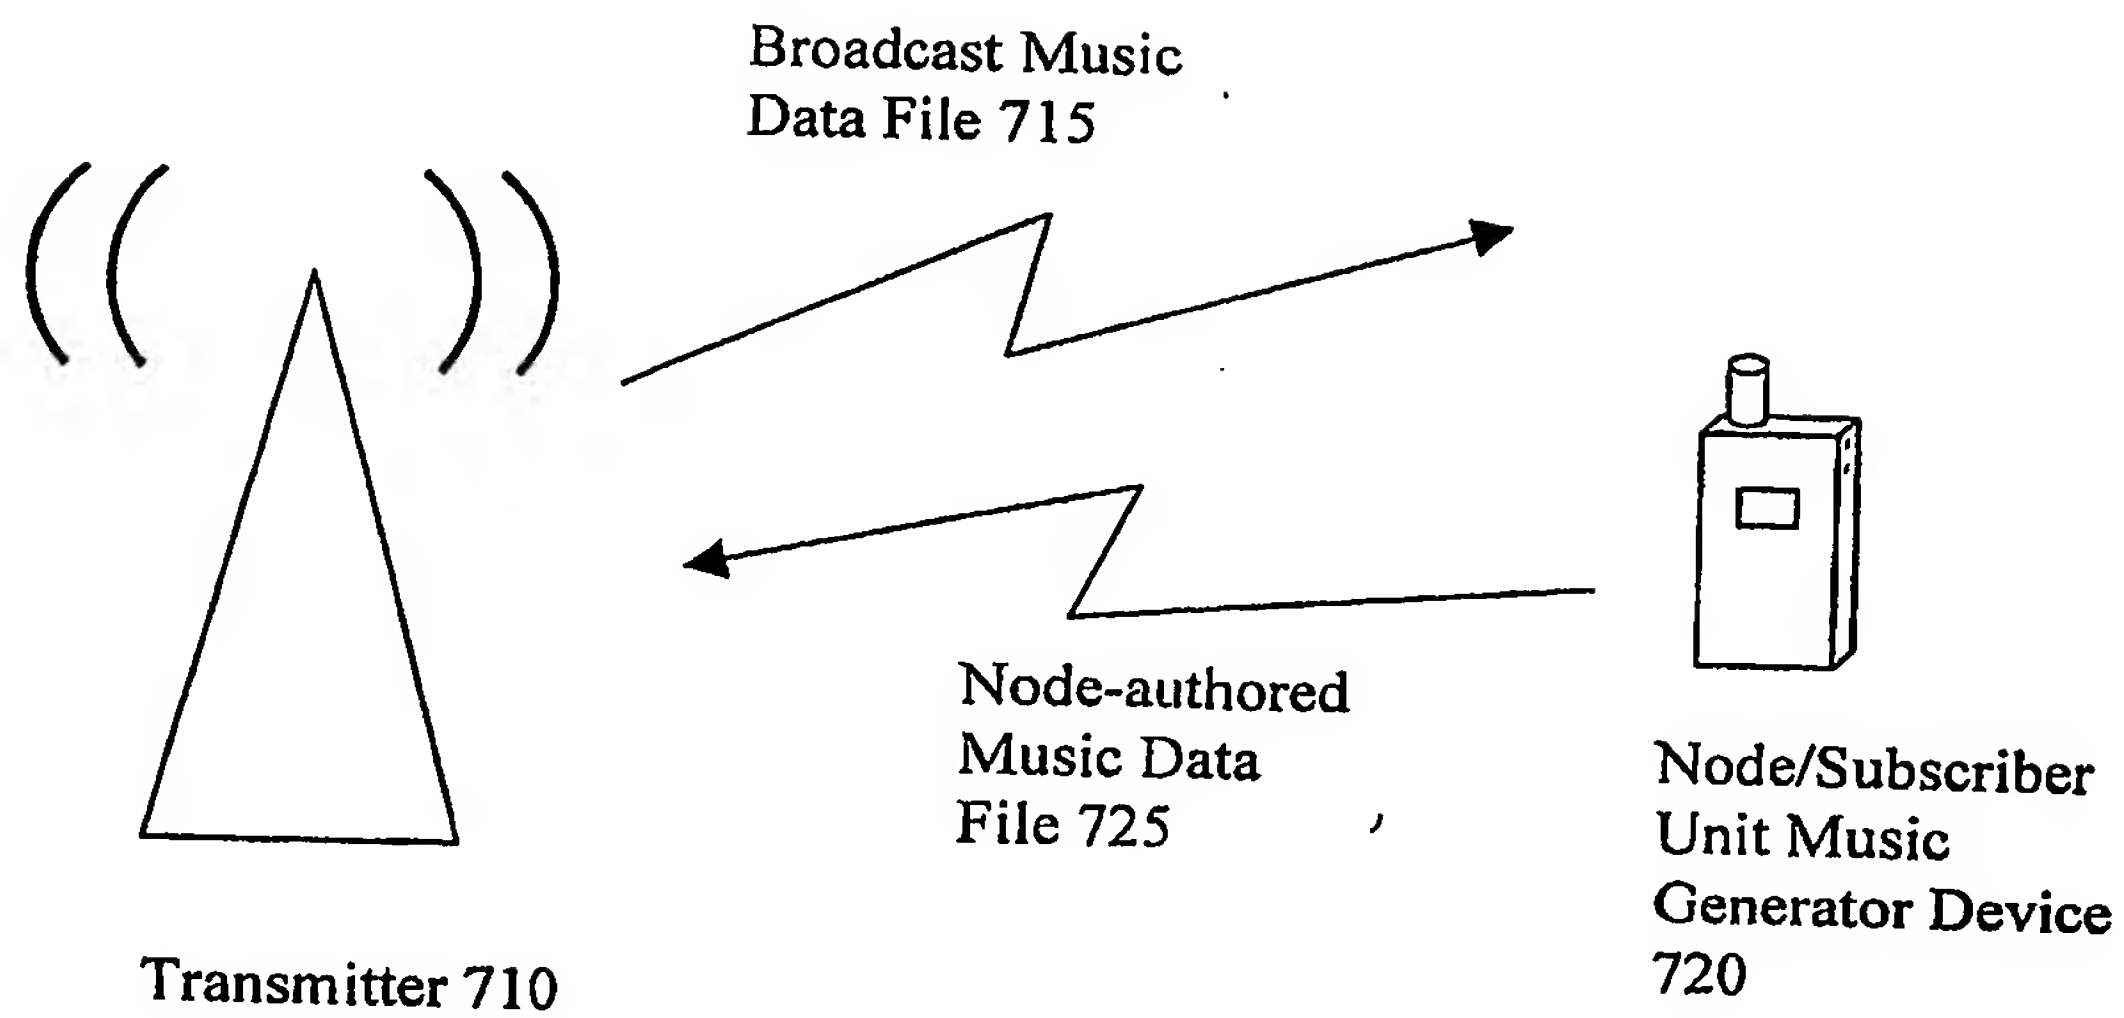 Broadcast Music
Data File 715
Node-authored
Music Data
File 725
Node/Subscriber
Unit Music
Generator Device
720
Transmitter 710